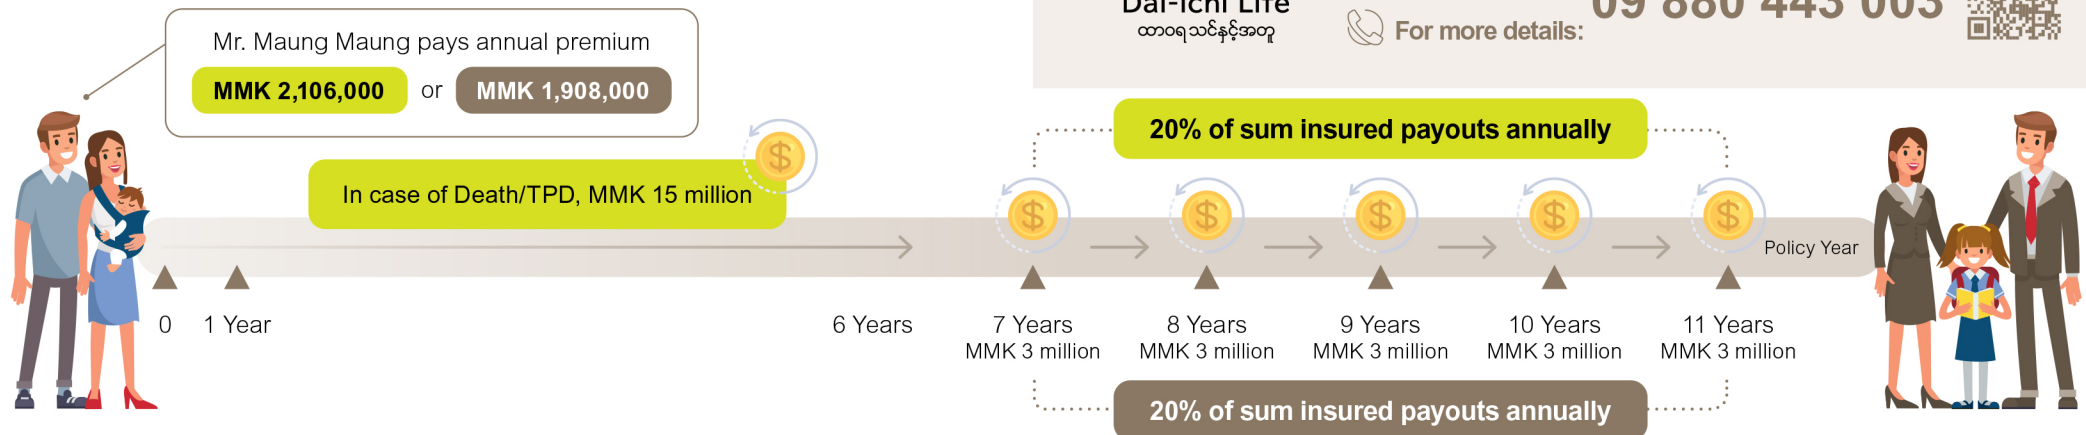 Dai-ichi Life
ထာဝရသင်နှင့်အတူ
For more details:
09 880 443 003
Mr. Maung Maung pays annual premium
MMK 2,106,000 or MMK 1,908,000
In case of Death/TPD, MMK 15 million
20% of sum insured payouts annually
Policy Year
0
1 Year
6 Years
7 Years
MMK 3 million
8 Years
MMK 3 million
9 Years
MMK 3 million
10 Years
MMK 3 million
11 Years
MMK 3 million
20% of sum insured payouts annually